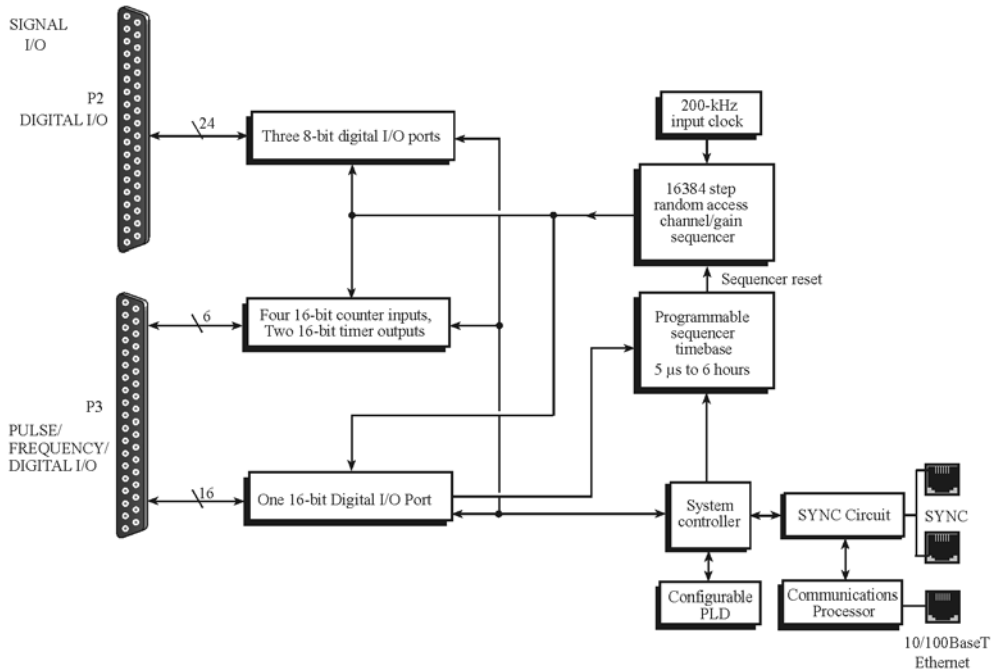 SIGNAL
I/O
P2
DIGITAL I/O
24
Three 8-bit digital I/O ports
200-kHz
input clock
16384 step
random access
channel/gain
sequencer
Sequencer reset
6
Four 16-bit counter inputs,
Two 16-bit timer outputs
Programmable
sequencer
timebase
5 µs to 6 hours
P3
PULSE/
FREQUENCY/
DIGITAL I/O
16
One 16-bit Digital I/O Port
System
controller
SYNC Circuit
SYNC
Configurable
PLD
Communications
Processor
10/100BaseT
Ethernet